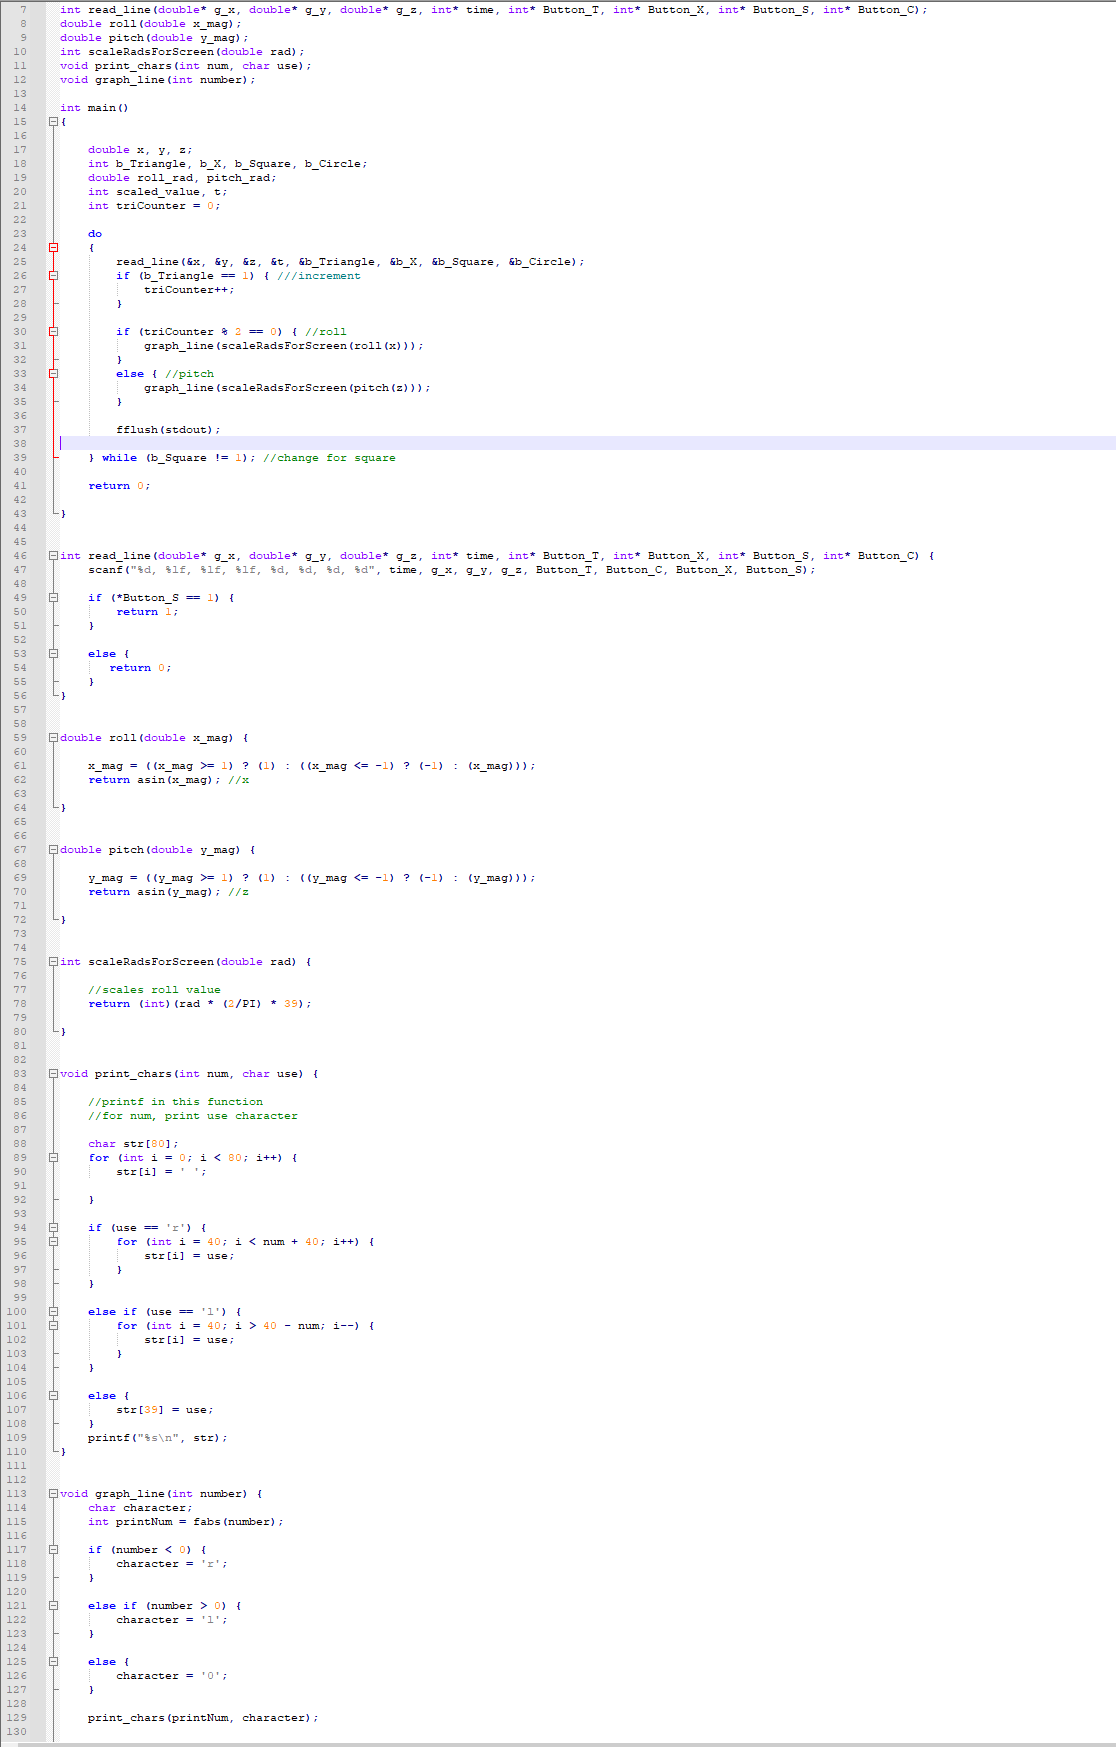 7 int read_line(double* g_x, double* g_y, double* g_z, int* time, int* Button_T, int* Button_X, int* Button_S, int* Button_C);
8 double roll(double x_mag);
9 double pitch(double y_mag);
10 int scaleRadsForScreen(double rad);
11 void print_chars(int num, char use);
12 void graph_line(int number);
13
14 int main()
15 {
16
17 double x, y, z;
18 int b_Triangle, b_X, b_Square, b_Circle;
19 double roll_rad, pitch_rad;
20 int scaled_value, t;
21 int triCounter = 0;
22
23 do
24 {
25 read_line(&x, &y, &z, &t, &b_Triangle, &b_X, &b_Square, &b_Circle);
26 if (b_Triangle == 1) { ///increment
27 triCounter++;
28 }
29
30 if (triCounter % 2 == 0) { //roll
31 graph_line(scaleRadsForScreen(roll(x)));
32 }
33 else { //pitch
34 graph_line(scaleRadsForScreen(pitch(z)));
35 }
36
37 fflush(stdout);
38
39 } while (b_Square != 1); //change for square
40
41 return 0;
42
43 }
44
45
46 int read_line(double* g_x, double* g_y, double* g_z, int* time, int* Button_T, int* Button_X, int* Button_S, int* Button_C) {
47 scanf("%d, %lf, %lf, %lf, %d, %d, %d, %d", time, g_x, g_y, g_z, Button_T, Button_C, Button_X, Button_S);
48
49 if (*Button_S == 1) {
50 return 1;
51 }
52
53 else {
54 return 0;
55 }
56 }
57
58
59 double roll(double x_mag) {
60
61 x_mag = ((x_mag >= 1) ? (1) : ((x_mag <= -1) ? (-1) : (x_mag)));
62 return asin(x_mag); //x
63
64 }
65
66
67 double pitch(double y_mag) {
68
69 y_mag = ((y_mag >= 1) ? (1) : ((y_mag <= -1) ? (-1) : (y_mag)));
70 return asin(y_mag); //z
71
72 }
73
74
75 int scaleRadsForScreen(double rad) {
76
77 //scales roll value
78 return (int)(rad * (2/PI) * 39);
79
80 }
81
82
83 void print_chars(int num, char use) {
84
85 //printf in this function
86 //for num, print use character
87
88 char str[80];
89 for (int i = 0; i < 80; i++) {
90 str[i] = ' ';
91
92 }
93
94 if (use == 'r') {
95 for (int i = 40; i < num + 40; i++) {
96 str[i] = use;
97 }
98 }
99
100 else if (use == 'l') {
101 for (int i = 40; i > 40 - num; i--) {
102 str[i] = use;
103 }
104 }
105
106 else {
107 str[39] = use;
108 }
109 printf("%s\n", str);
110 }
111
112
113 void graph_line(int number) {
114 char character;
115 int printNum = fabs(number);
116
117 if (number < 0) {
118 character = 'r';
119 }
120
121 else if (number > 0) {
122 character = 'l';
123 }
124
125 else {
126 character = '0';
127 }
128
129 print_chars(printNum, character);
130